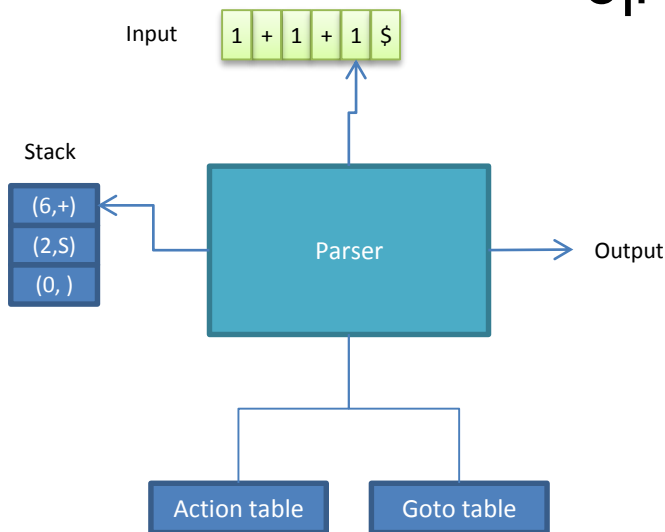 Input
1 + 1 + 1 $
Stack
(6,+)
(2,S)
(0, )
Parser
Output
Action table
Goto table